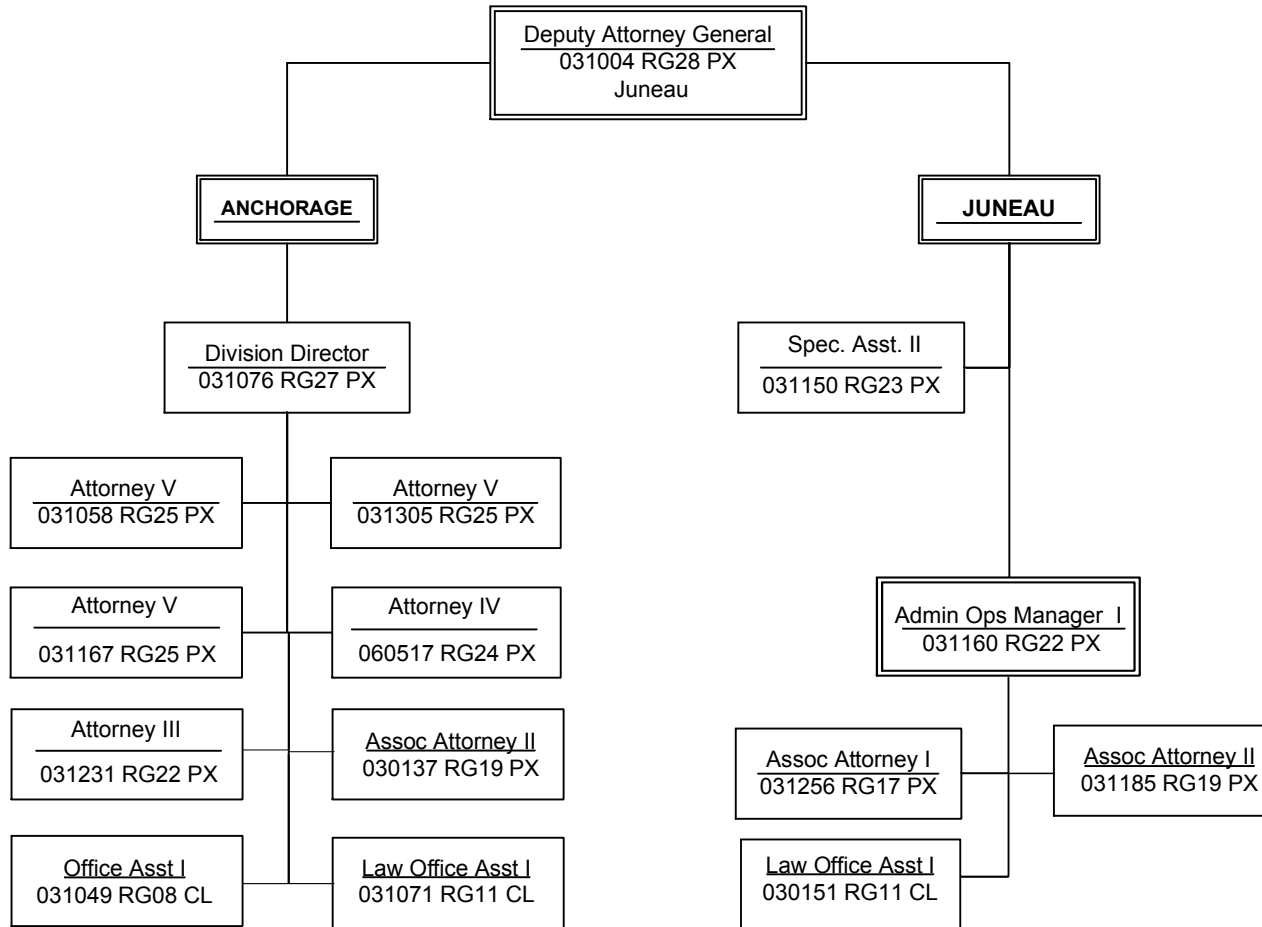 Deputy Attorney General
031004 RG28 PX
Juneau
ANCHORAGE
JUNEAU
Division Director
031076 RG27 PX
Spec. Asst. II
031150 RG23 PX
Attorney V
031058 RG25 PX
Attorney V
031305 RG25 PX
Attorney V
031167 RG25 PX
Attorney IV
060517 RG24 PX
Admin Ops Manager I
031160 RG22 PX
Attorney III
031231 RG22 PX
Assoc Attorney II
030137 RG19 PX
Assoc Attorney I
031256 RG17 PX
Assoc Attorney II
031185 RG19 PX
Office Asst I
031049 RG08 CL
Law Office Asst I
031071 RG11 CL
Law Office Asst I
030151 RG11 CL